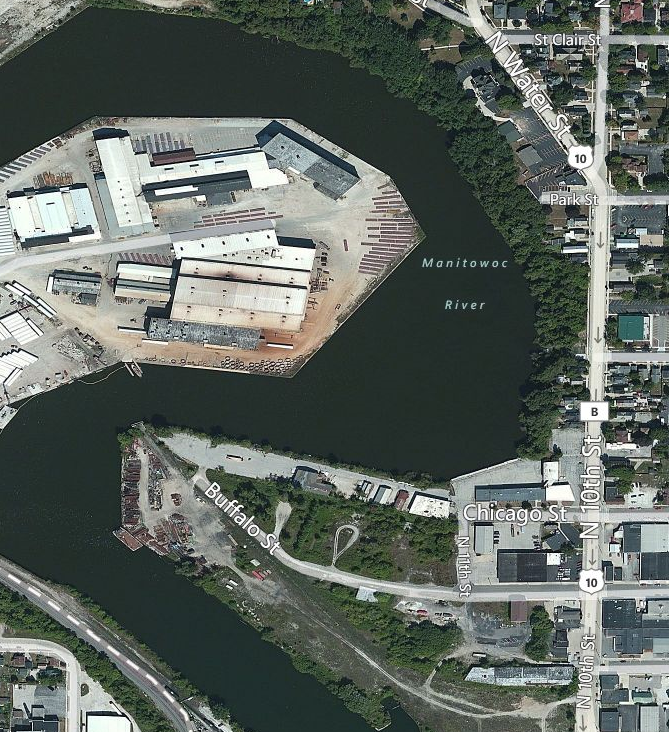 St
N
St Clair St
N Water St
10
Park St
Manitowoc
River
B
N 10th St
Buffalo St
Chicago St
N 11th St
10
N 10th St